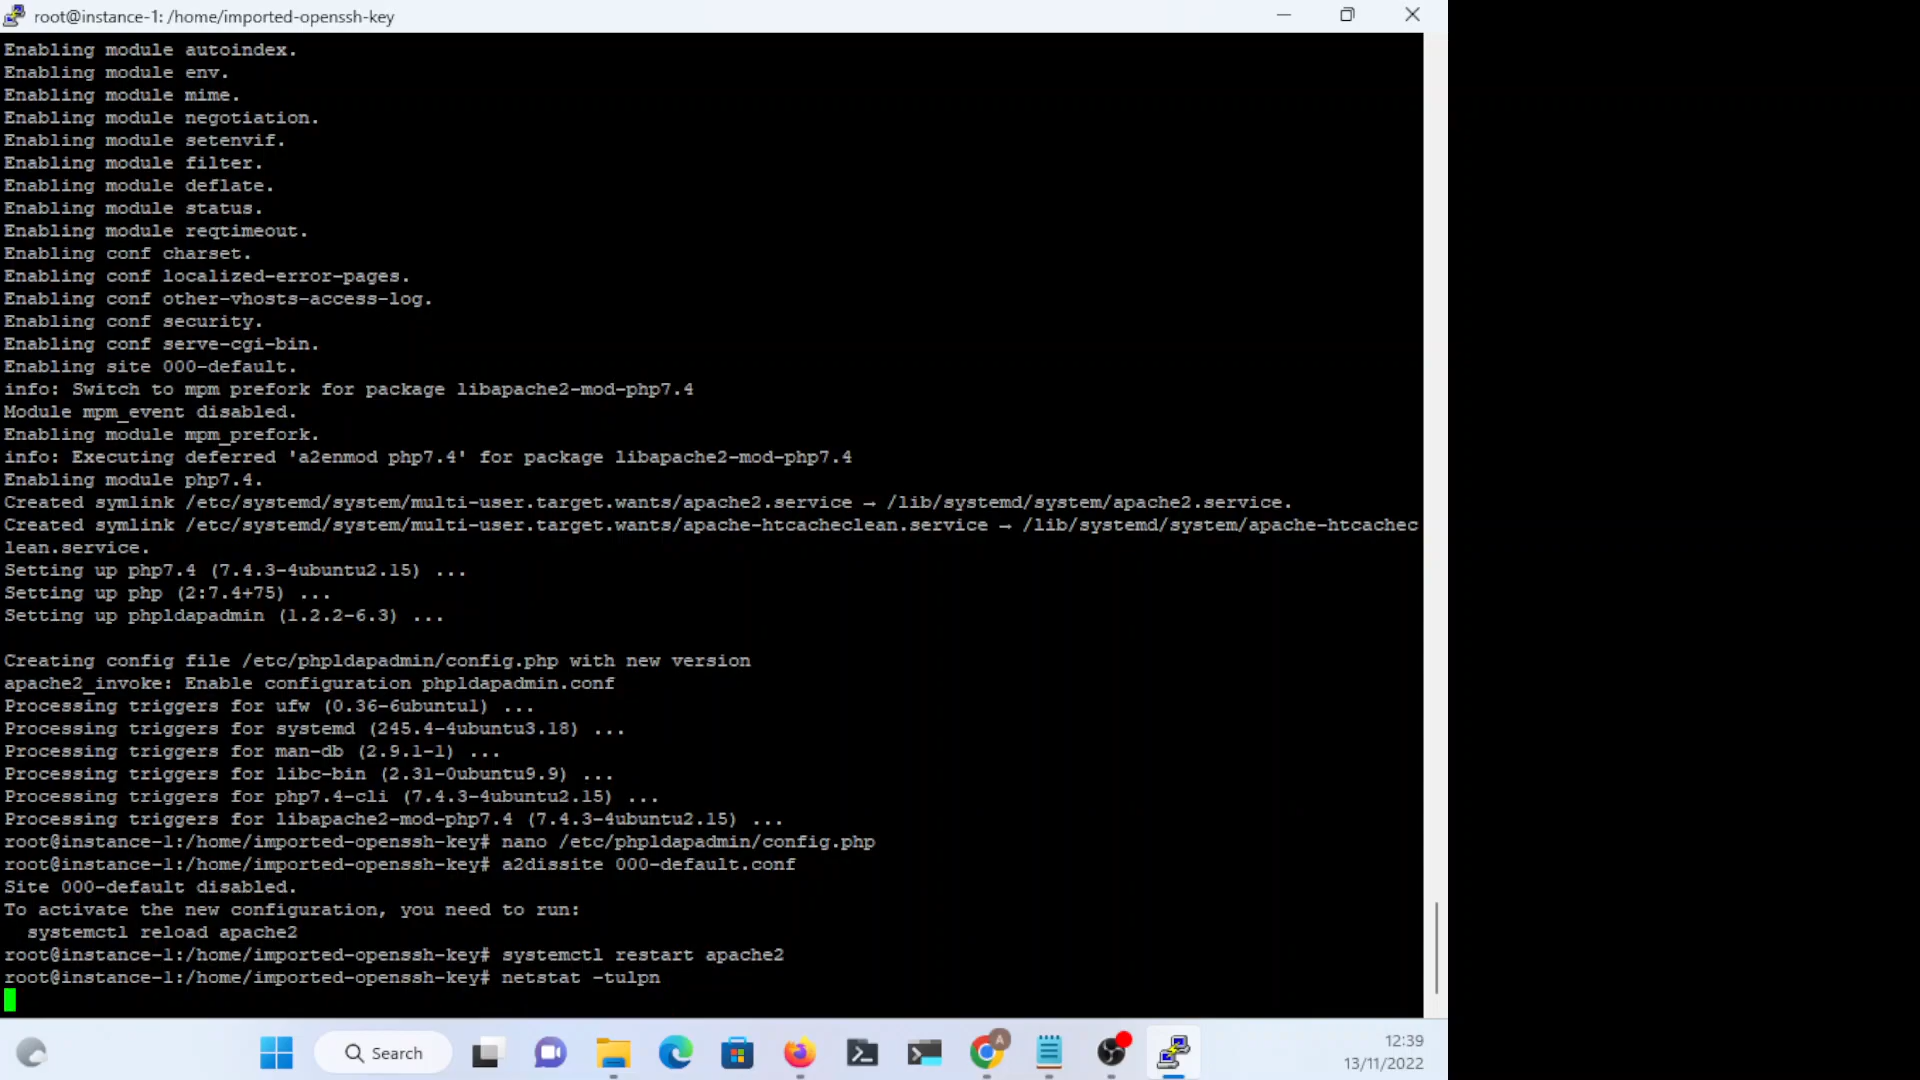 root@instance-1: /home/imported-openssh-key
Enabling module autoindex.
Enabling module env.
Enabling module mime.
Enabling module negotiation.
Enabling module setenvif.
Enabling module filter.
Enabling module deflate.
Enabling module status.
Enabling module reqtimeout.
Enabling conf charset.
Enabling conf localized-error-pages.
Enabling conf other-vhosts-access-log.
Enabling conf security.
Enabling conf serve-cgi-bin.
Enabling site 000-default.
info: Switch to mpm prefork for package libapache2-mod-php7.4
Module mpm_event disabled.
Enabling module mpm_prefork.
info: Executing deferred 'a2enmod php7.4' for package libapache2-mod-php7.4
Enabling module php7.4.
Created symlink /etc/systemd/system/multi-user.target.wants/apache2.service → /lib/systemd/system/apache2.service.
Created symlink /etc/systemd/system/multi-user.target.wants/apache-htcacheclean.service → /lib/systemd/system/apache-htcachec
lean.service.
Setting up php7.4 (7.4.3-4ubuntu2.15) ...
Setting up php (2:7.4+75) ...
Setting up phpldapadmin (1.2.2-6.3) ...
Creating config file /etc/phpldapadmin/config.php with new version
apache2_invoke: Enable configuration phpldapadmin.conf
Processing triggers for ufw (0.36-6ubuntu1) ...
Processing triggers for systemd (245.4-4ubuntu3.18) ...
Processing triggers for man-db (2.9.1-1) ...
Processing triggers for libc-bin (2.31-0ubuntu9.9) ...
Processing triggers for php7.4-cli (7.4.3-4ubuntu2.15) ...
Processing triggers for libapache2-mod-php7.4 (7.4.3-4ubuntu2.15) ...
root@instance-1:/home/imported-openssh-key# nano /etc/phpldapadmin/config.php
root@instance-1:/home/imported-openssh-key# a2dissite 000-default.conf
Site 000-default disabled.
To activate the new configuration, you need to run:
  systemctl reload apache2
root@instance-1:/home/imported-openssh-key# systemctl restart apache2
root@instance-1:/home/imported-openssh-key# netstat -tulpn
Search
A
12:39
13/11/2022